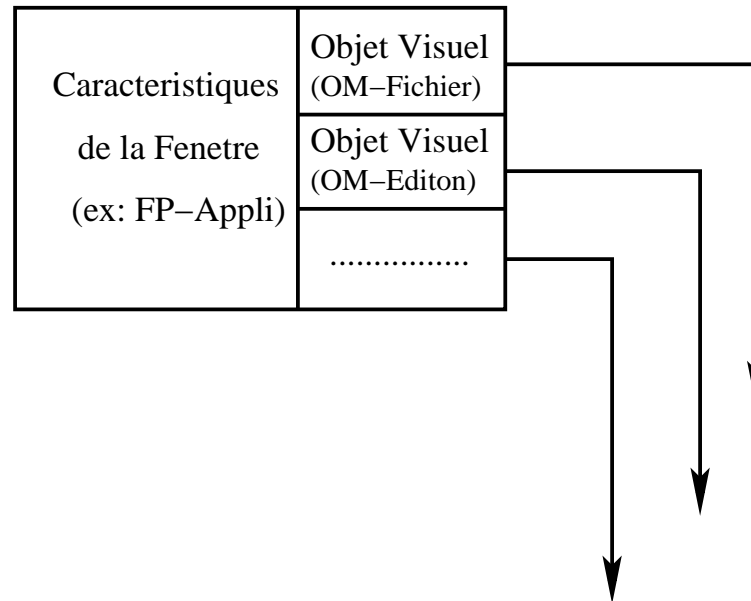 Caracteristiques
de la Fenetre
(ex: FP−Appli)
Objet Visuel
(OM−Fichier)
Objet Visuel
(OM−Editon)
................